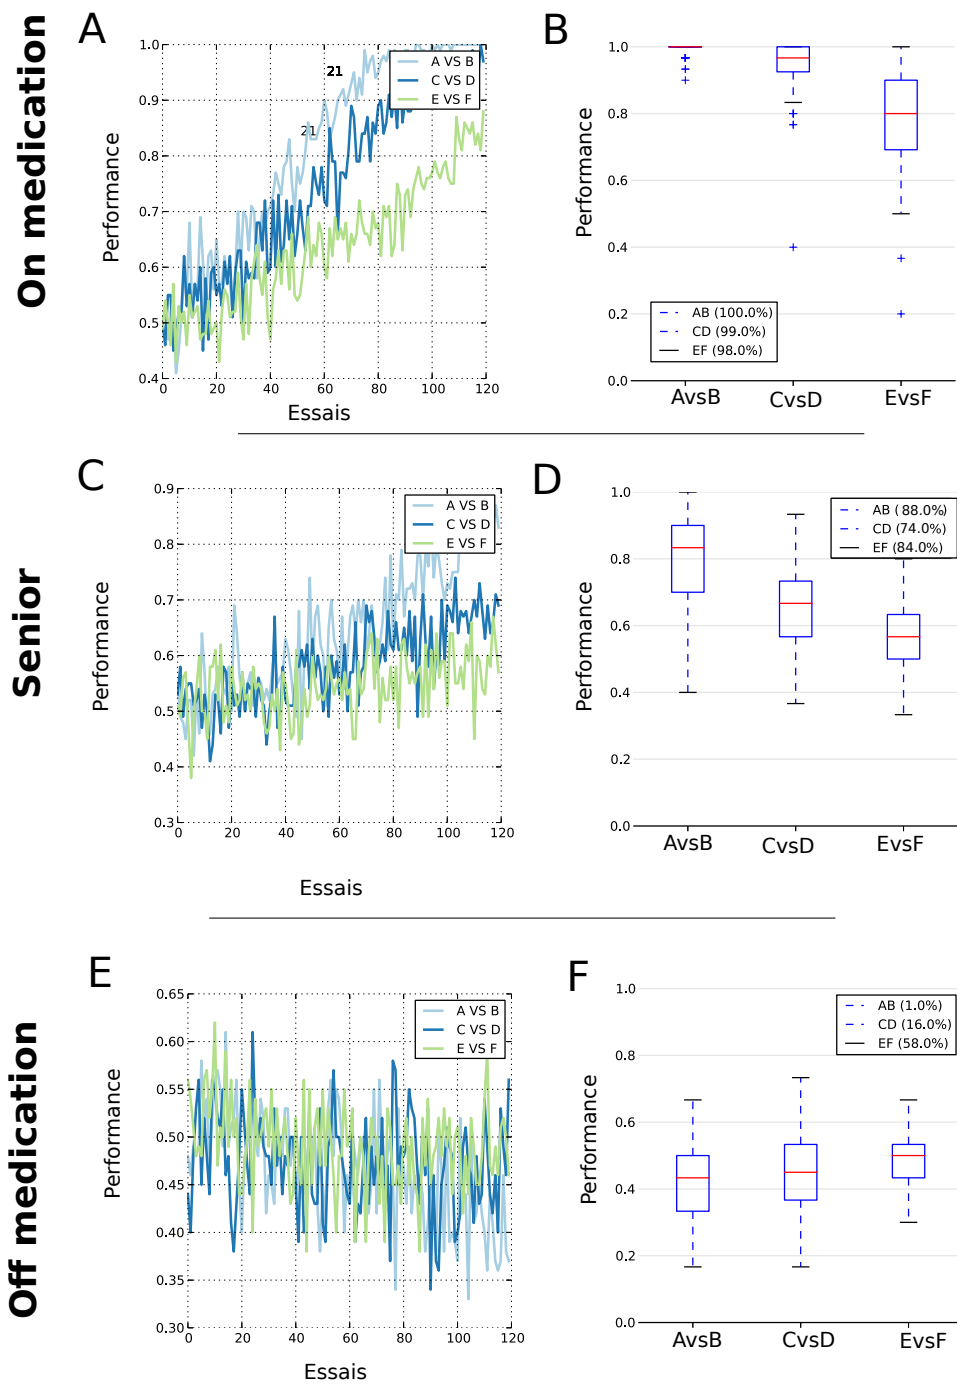 On medication
A
1.0
0.9
0.8
0.7
0.6
0.5
0.4
Performance
21
21
A VS B
C VS D
E VS F
0
20
40
60
80
100
120
Essais
B
1.0
0.8
0.6
0.4
0.2
0.0
Performance
AB (100.0%)
CD (99.0%)
EF (98.0%)
AvsB
CvsD
EvsF
Senior
C
0.9
0.8
0.7
0.6
0.5
0.4
0.3
Performance
A VS B
C VS D
E VS F
0
20
40
60
80
100
120
Essais
D
1.0
0.8
0.6
0.4
0.2
0.0
Performance
AB (88.0%)
CD (74.0%)
EF (84.0%)
AvsB
CvsD
EvsF
Off medication
E
0.65
0.60
0.55
0.50
0.45
0.40
0.35
0.30
Performance
A VS B
C VS D
E VS F
0
20
40
60
80
100
120
Essais
F
1.0
0.8
0.6
0.4
0.2
0.0
Performance
AB (1.0%)
CD (16.0%)
EF (58.0%)
AvsB
CvsD
EvsF